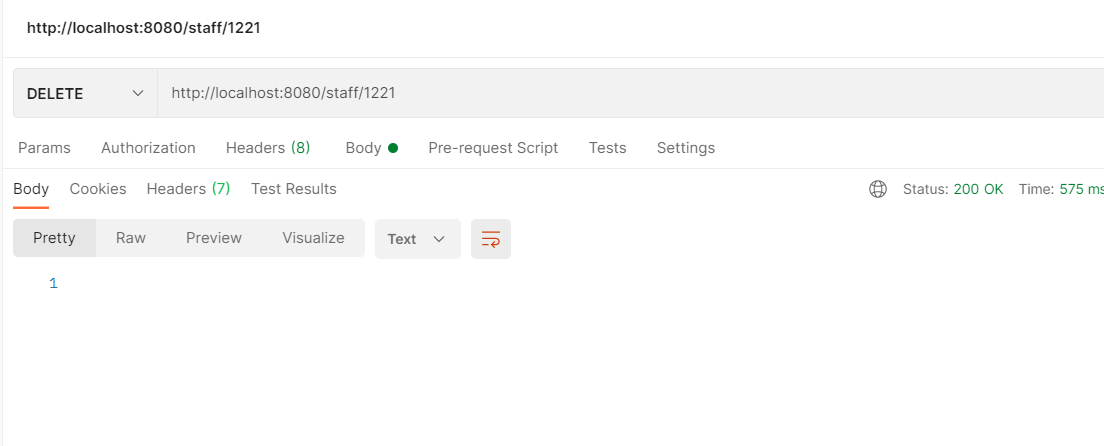 http://localhost:8080/staff/1221
DELETE http://localhost:8080/staff/1221
Params Authorization Headers (8) Body Pre-request Script Tests Settings
Body Cookies Headers (7) Test Results Status: 200 OK Time: 575 ms
Pretty Raw Preview Visualize Text
1